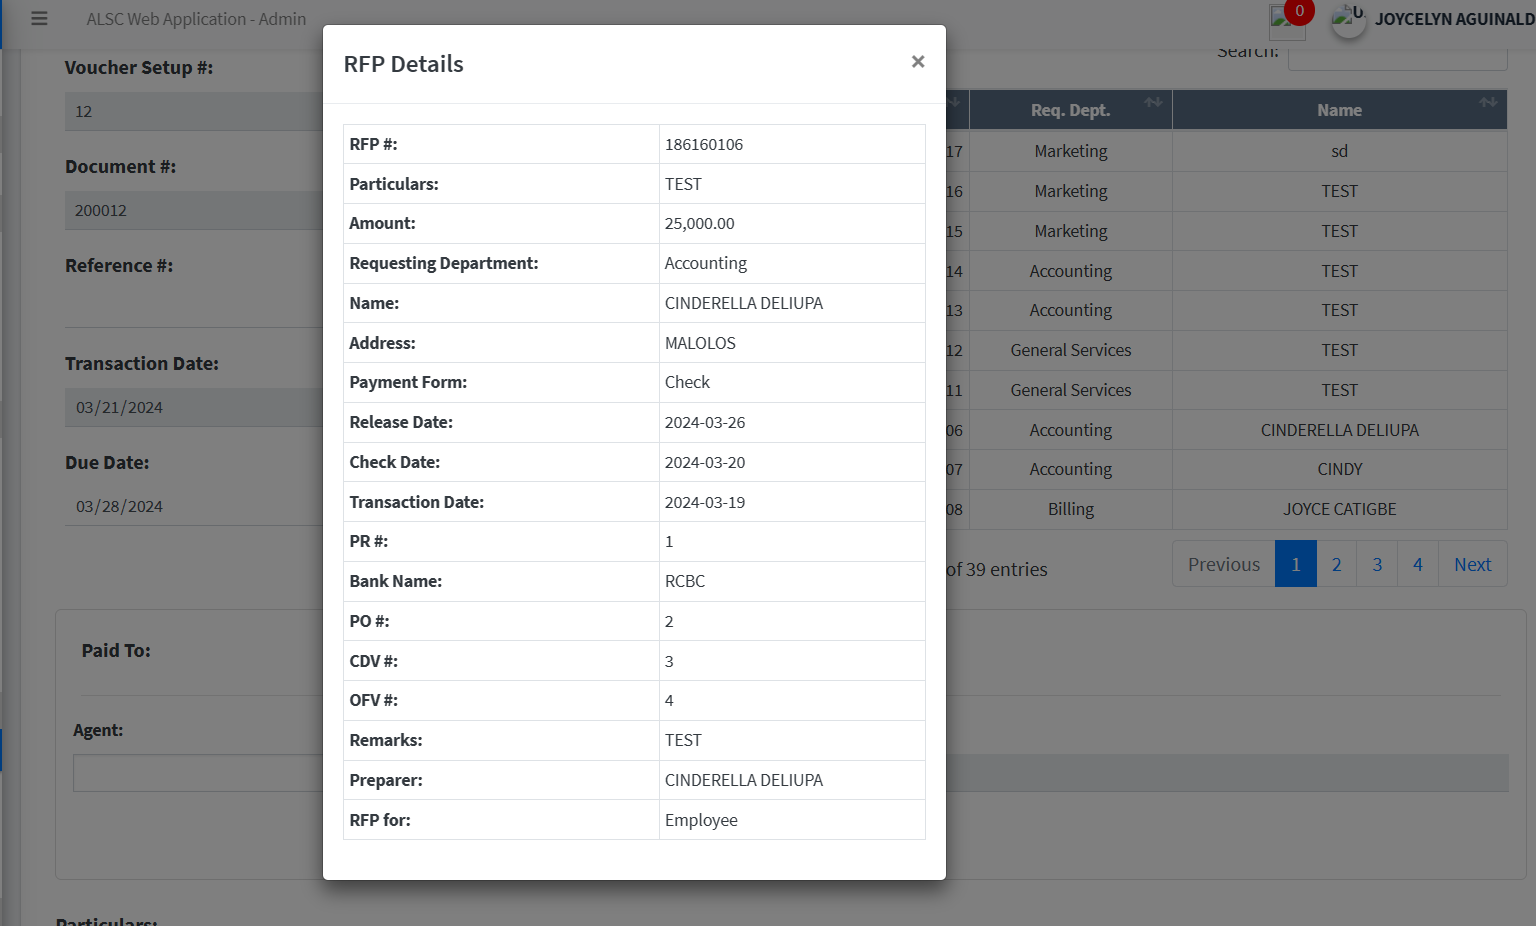 ALSC Web Application - Admin
0
JOYCELYN AGUINALD
Voucher Setup #:
12
Document #:
200012
Reference #:
Transaction Date:
03/21/2024
Due Date:
03/28/2024
RFP Details
×
RFP #: 186160106
Particulars: TEST
Amount: 25,000.00
Requesting Department: Accounting
Name: CINDERELLA DELIUPA
Address: MALOLOS
Payment Form: Check
Release Date: 2024-03-26
Check Date: 2024-03-20
Transaction Date: 2024-03-19
PR #: 1
Bank Name: RCBC
PO #: 2
CDV #: 3
OFV #: 4
Remarks: TEST
Preparer: CINDERELLA DELIUPA
RFP for: Employee
Search:
Req. Dept. Name
17 Marketing sd
16 Marketing TEST
15 Marketing TEST
14 Accounting TEST
13 Accounting TEST
12 General Services TEST
11 General Services TEST
06 Accounting CINDERELLA DELIUPA
07 Accounting CINDY
08 Billing JOYCE CATIGBE
of 39 entries
Previous 1 2 3 4 Next
Paid To:
Agent:
Particulars: